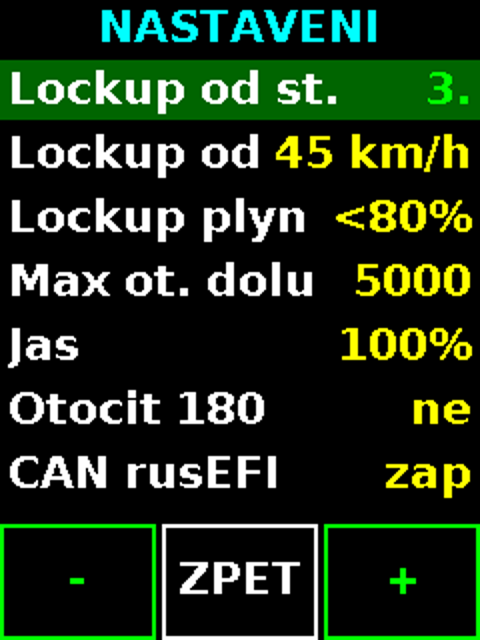 NASTAVENI
Lockup od st. 3.
Lockup od 45 km/h
Lockup plyn <80%
Max ot. dolu 5000
Jas 100%
Otocit 180 ne
CAN rusEFI zap
- ZPET +